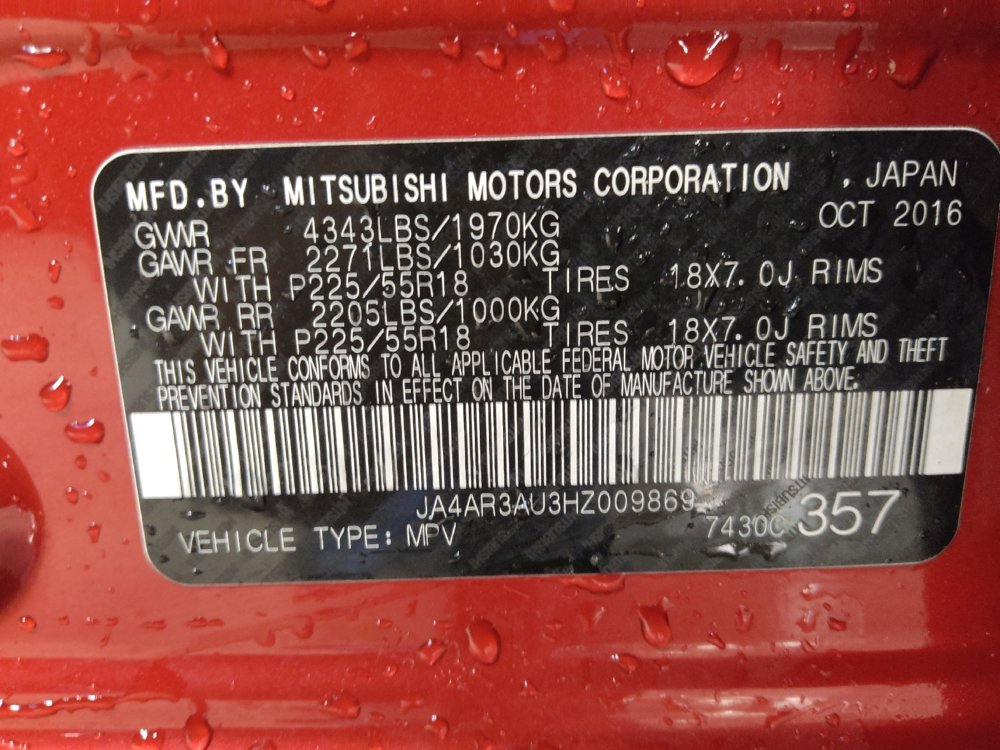 MFD.BY MITSUBISHI MOTORS CORPORATION , JAPAN
OCT 2016
GVWR 4343LBS/1970KG
GAWR FR 2271LBS/1030KG
WITH P225/55R18 TIRES 18X7.0J RIMS
GAWR RR 2205LBS/1000KG
WITH P225/55R18 TIRES 18X7.0J RIMS
THIS VEHICLE CONFORMS TO ALL APPLICABLE FEDERAL MOTOR VEHICLE SAFETY AND THEFT
PREVENTION STANDARDS IN EFFECT ON THE DATE OF MANUFACTURE SHOWN ABOVE.
JA4AR3AU3HZ009869
VEHICLE TYPE: MPV 7430C 357